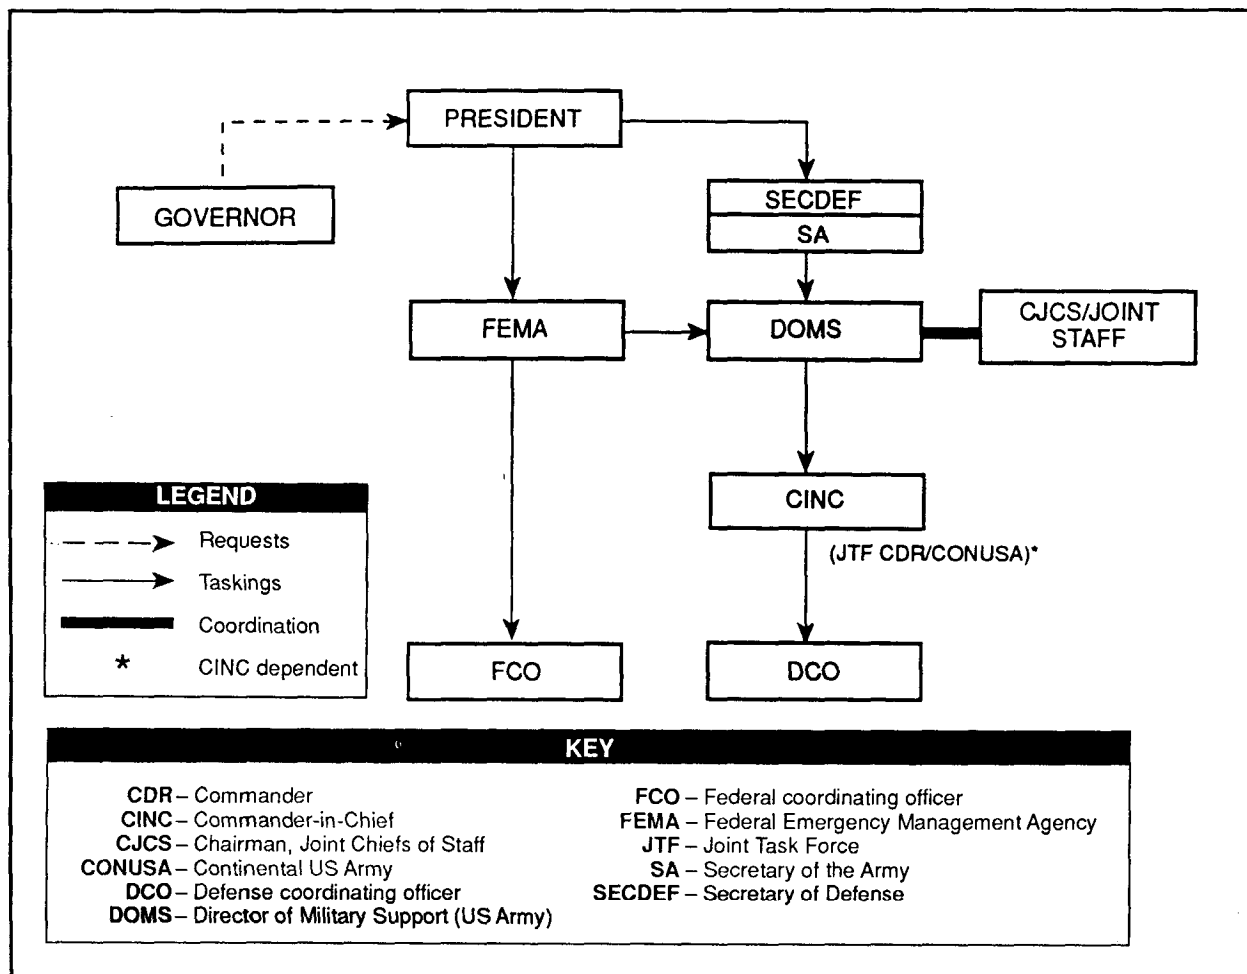 PRESIDENT
GOVERNOR
SECDEF
SA
FEMA
DOMS
CJCS/JOINT
STAFF
CINC
(JTF CDR/CONUSA)*
FCO
DCO
LEGEND
Requests
Taskings
Coordination
* CINC dependent
KEY
CDR – Commander
CINC – Commander-in-Chief
CJCS – Chairman, Joint Chiefs of Staff
CONUSA – Continental US Army
DCO – Defense coordinating officer
DOMS – Director of Military Support (US Army)
FCO – Federal coordinating officer
FEMA – Federal Emergency Management Agency
JTF – Joint Task Force
SA – Secretary of the Army
SECDEF – Secretary of Defense